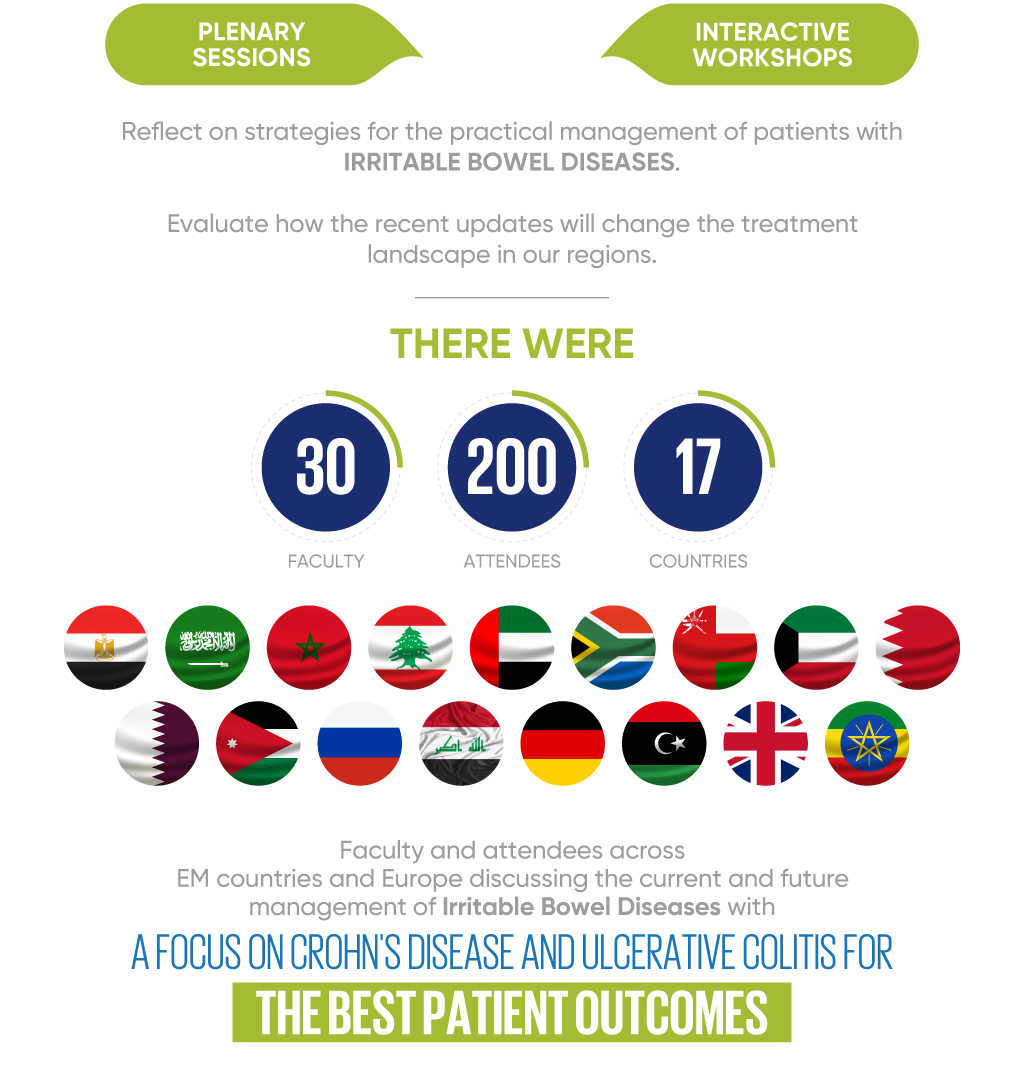 PLENARY
SESSIONS
INTERACTIVE
WORKSHOPS
Reflect on strategies for the practical management of patients with
IRRITABLE BOWEL DISEASES.
Evaluate how the recent updates will change the treatment
landscape in our regions.
THERE WERE
30
200
17
FACULTY
ATTENDEES
COUNTRIES
الله اكبر
Faculty and attendees across
EM countries and Europe discussing the current and future
management of Irritable Bowel Diseases with
A FOCUS ON CROHN'S DISEASE AND ULCERATIVE COLITIS FOR
THE BEST PATIENT OUTCOMES